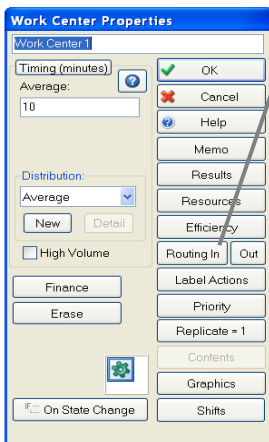 Work Center Properties
Work Center 1
Timing (minutes)
Average:
10
Distribution:
Average
New
Detail
High Volume
Finance
Erase
IF:... On State Change
OK
Cancel
Help
Memo
Results
Resources
Efficiency
Routing In
Out
Label Actions
Priority
Replicate = 1
Contents
Graphics
Shifts